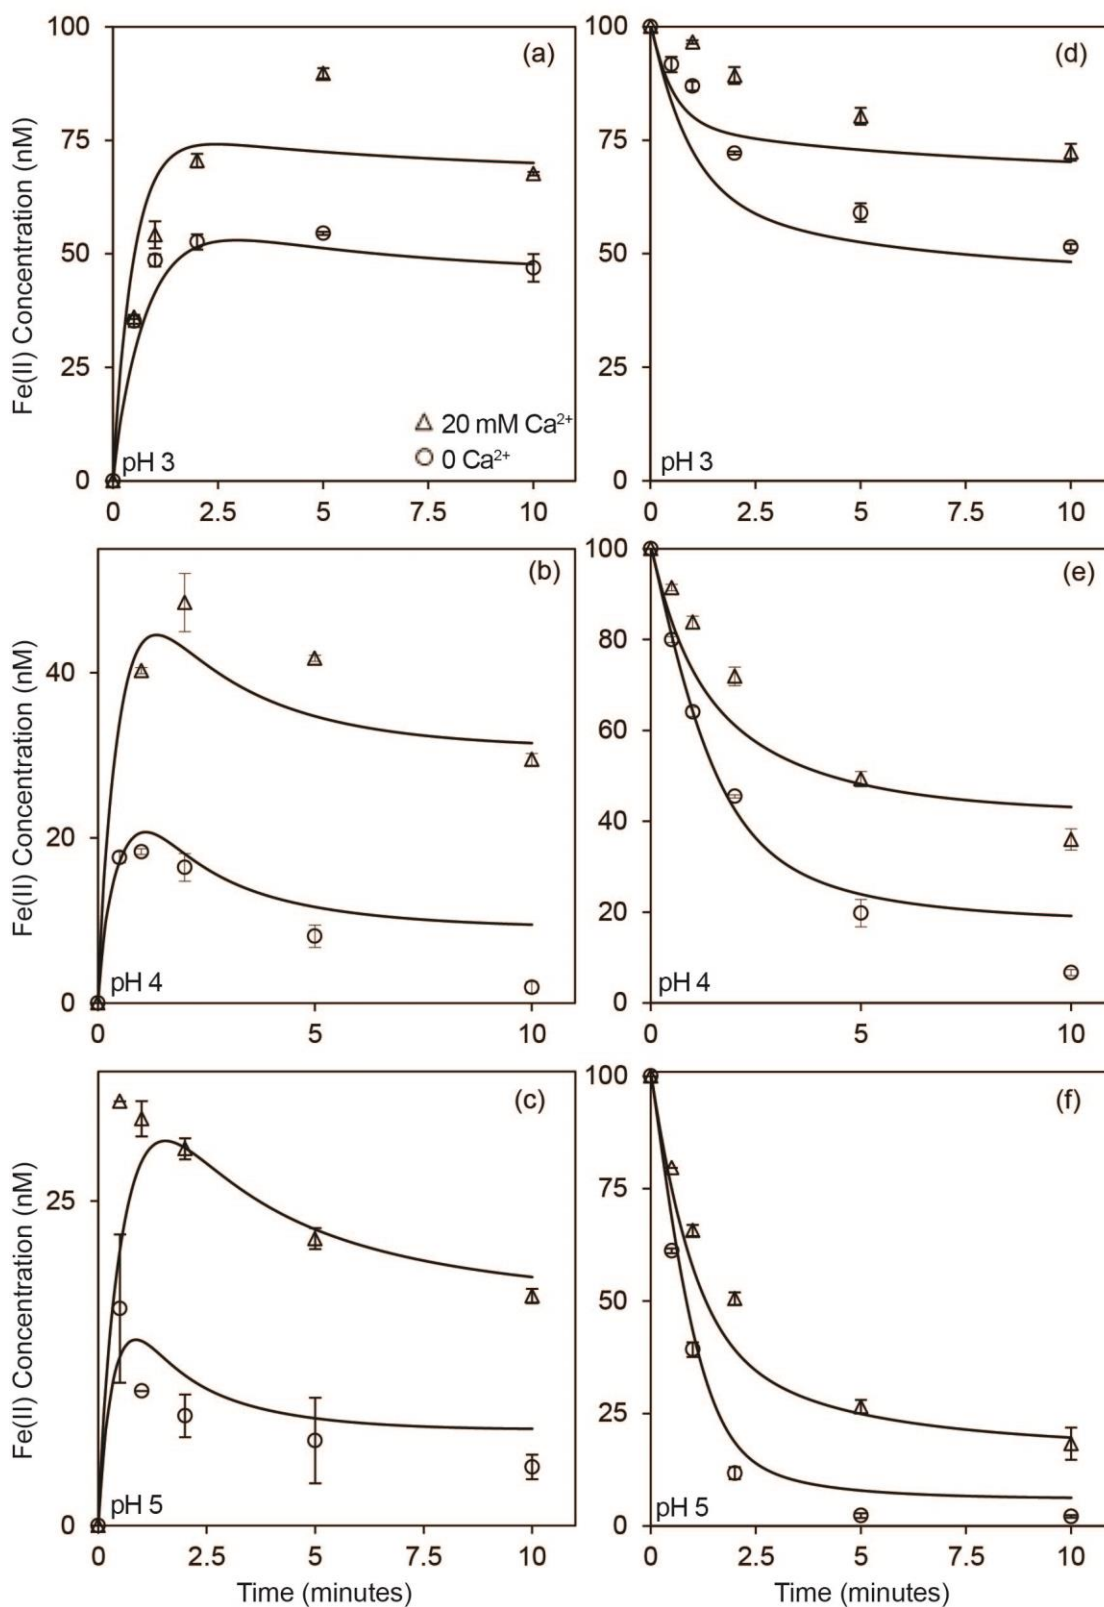 100
75
50
25
0
Fe(II) Concentration (nM)
(a)
20 mM Ca²⁺
0 Ca²⁺
pH 3
0 2.5 5 7.5 10
100
75
50
25
0
(d)
pH 3
0 2.5 5 7.5 10
40
20
0
Fe(II) Concentration (nM)
(b)
pH 4
0 5 10
100
80
60
40
20
0
(e)
pH 4
0 5 10
25
0
Fe(II) Concentration (nM)
(c)
pH 5
0 2.5 5 7.5 10
Time (minutes)
100
75
50
25
0
(f)
pH 5
0 2.5 5 7.5 10
Time (minutes)